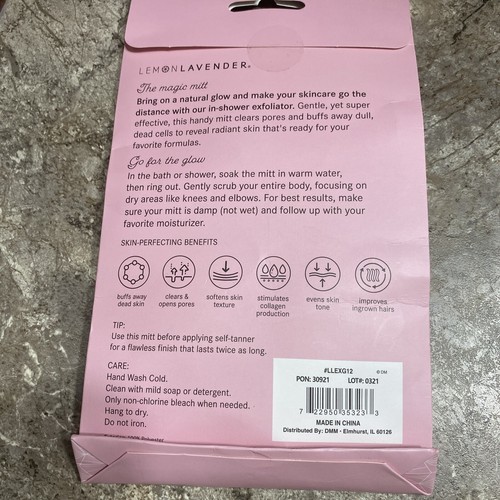 LEMONLAVENDER®
The magic mitt
Bring on a natural glow and make your skincare go the
distance with our in-shower exfoliator. Gentle, yet super
effective, this handy mitt clears pores and buffs away dull,
dead cells to reveal radiant skin that's ready for your
favorite formulas.
Go for the glow
In the bath or shower, soak the mitt in warm water,
then ring out. Gently scrub your entire body, focusing on
dry areas like knees and elbows. For best results, make
sure your mitt is damp (not wet) and follow up with your
favorite moisturizer.
SKIN-PERFECTING BENEFITS
buffs away
dead skin
clears &
opens pores
softens skin
texture
stimulates
collagen
production
evens skin
tone
improves
ingrown hairs
TIP:
Use this mitt before applying self-tanner
for a flawless finish that lasts twice as long.
CARE:
Hand Wash Cold.
Clean with mild soap or detergent.
Only non-chlorine bleach when needed.
Hang to dry.
Do not iron.
100% Polyester
#LLEXG12
© DM
PON: 30921 LOT#: 0321
7 22950 35323 3
MADE IN CHINA
Distributed By: DMM · Elmhurst, IL 60126